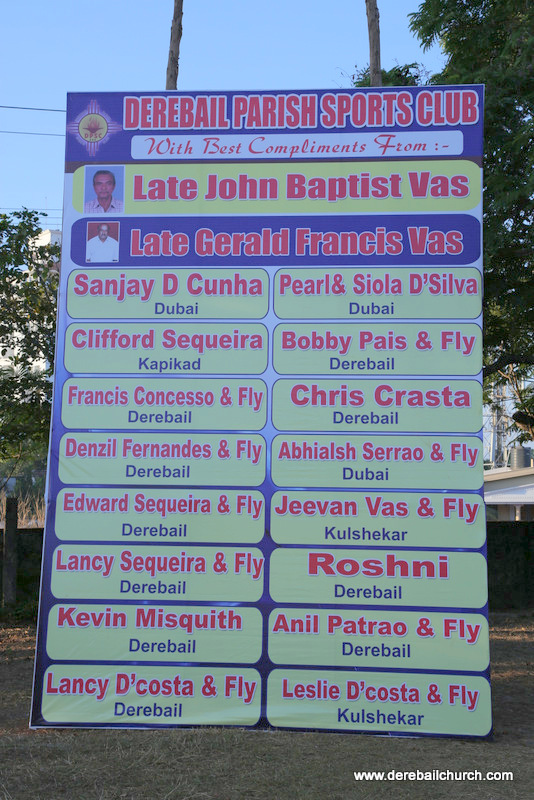 DPSC
DEREBAIL PARISH SPORTS CLUB
With Best Compliments From :-
Late John Baptist Vas
Late Gerald Francis Vas
Sanjay D Cunha
Dubai
Pearl& Siola D'Silva
Dubai
Clifford Sequeira
Kapikad
Bobby Pais & Fly
Derebail
Francis Concesso & Fly
Derebail
Chris Crasta
Derebail
Denzil Fernandes & Fly
Derebail
Abhialsh Serrao & Fly
Dubai
Edward Sequeira & Fly
Derebail
Jeevan Vas & Fly
Kulshekar
Lancy Sequeira & Fly
Derebail
Roshni
Derebail
Kevin Misquith
Derebail
Anil Patrao & Fly
Derebail
Lancy D'costa & Fly
Derebail
Leslie D'costa & Fly
Kulshekar
www.derebailchurch.com